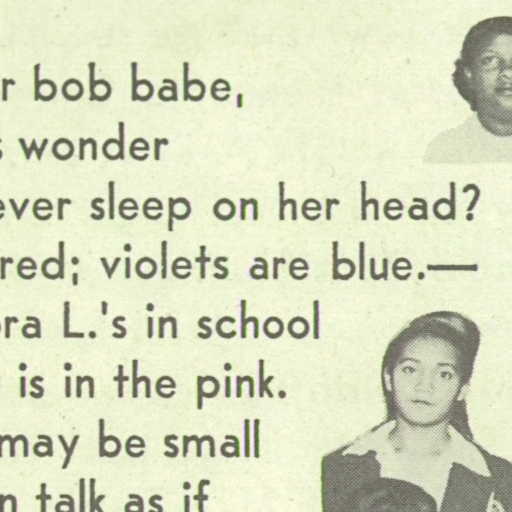 r bob babe,
s wonder
ever sleep on her head?
red; violets are blue.—
ora L.'s in school
is in the pink.
may be small
n talk as if